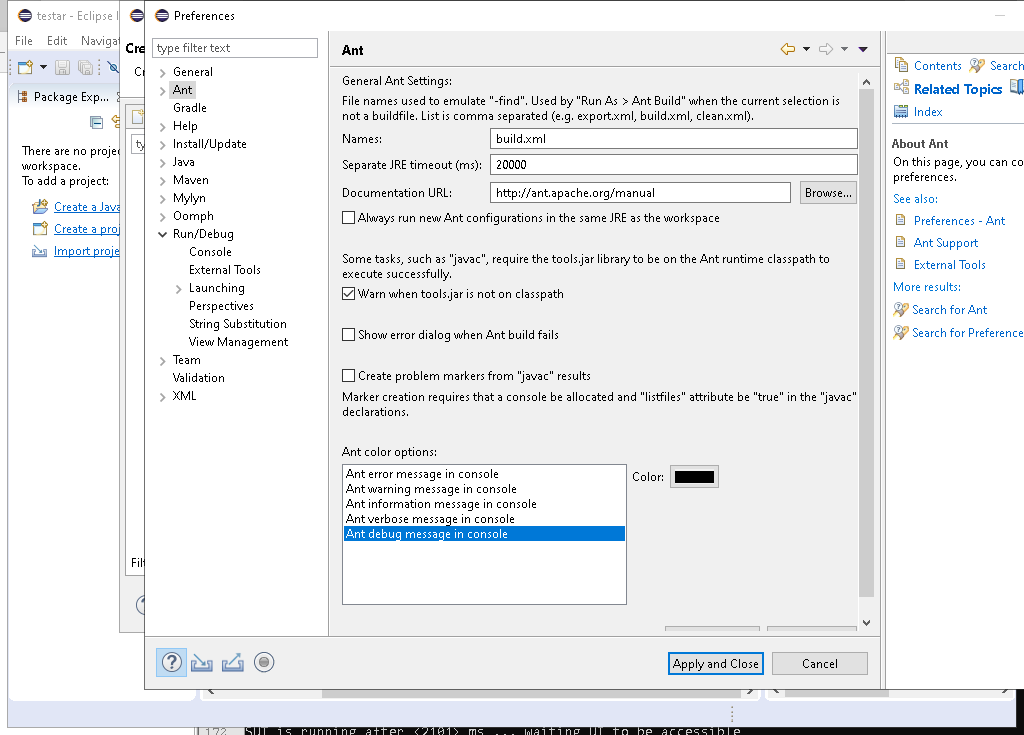 testar - Eclipse I
File Edit Navigat
Package Exp...
There are no proje
workspace.
To add a project:
Create a Java
Create a proj
Import proje
Cre
Cr
ty
Filt
Preferences
type filter text
General
Ant
Gradle
Help
Install/Update
Java
Maven
Mylyn
Oomph
Run/Debug
Console
External Tools
Launching
Perspectives
String Substitution
View Management
Team
Validation
XML
Ant
General Ant Settings:
File names used to emulate "-find". Used by "Run As > Ant Build" when the current selection is
not a buildfile. List is comma separated (e.g. export.xml, build.xml, clean.xml).
Names: build.xml
Separate JRE timeout (ms): 20000
Documentation URL: http://ant.apache.org/manual Browse...
Always run new Ant configurations in the same JRE as the workspace
Some tasks, such as "javac", require the tools.jar library to be on the Ant runtime classpath to
execute successfully.
Warn when tools.jar is not on classpath
Show error dialog when Ant build fails
Create problem markers from "javac" results
Marker creation requires that a console be allocated and "listfiles" attribute be "true" in the "javac"
declarations.
Ant color options:
Ant error message in console
Ant warning message in console
Ant information message in console
Ant verbose message in console
Ant debug message in console
Color:
Apply and Close Cancel
Contents Search
Related Topics
Index
About Ant
On this page, you can co
preferences.
See also:
Preferences - Ant
Ant Support
External Tools
More results:
Search for Ant
Search for Preference
172 SUT is running after <2101> ms ... waiting UI to be accessible